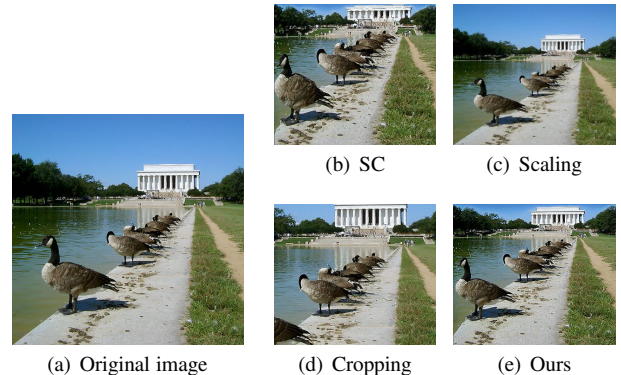 (b) SC
(c) Scaling
(a) Original image
(d) Cropping
(e) Ours